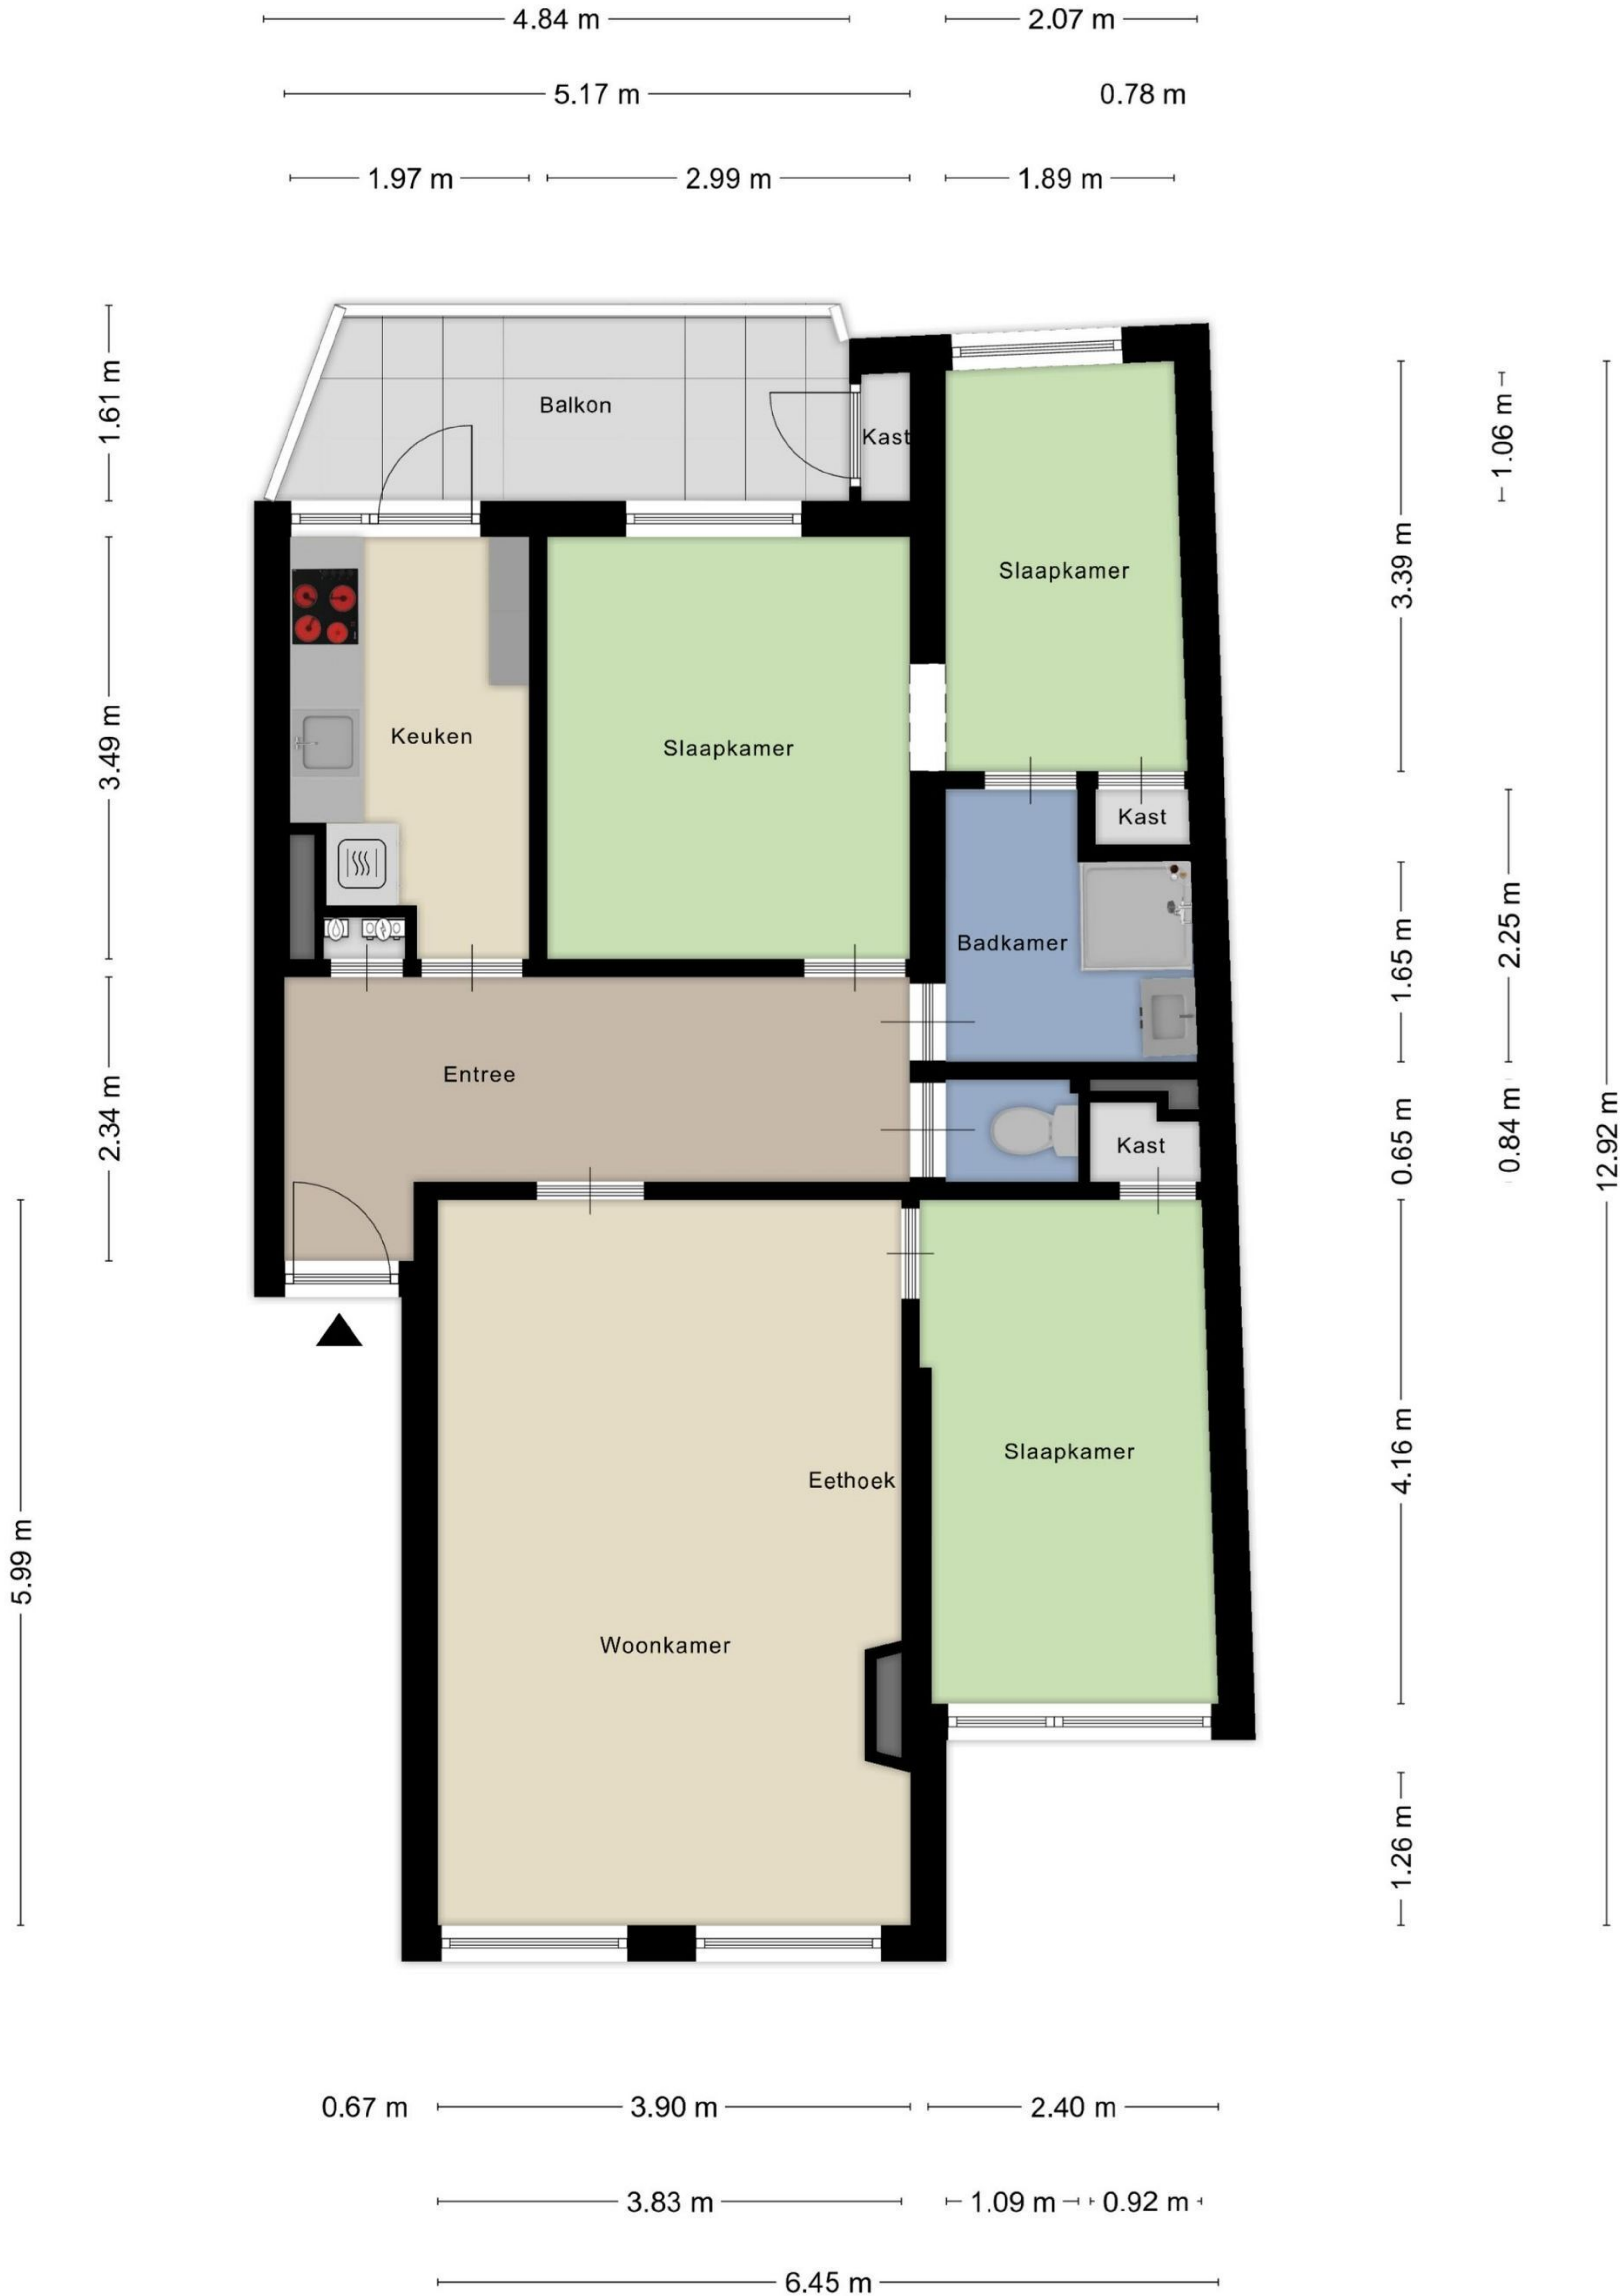 4.84 m
2.07 m
5.17 m
0.78 m
1.97 m
2.99 m
1.89 m
1.61 m
Balkon
Kast
1.06 m
Slaapkamer
3.39 m
3.49 m
Keuken
Slaapkamer
Kast
Badkamer
1.65 m
2.25 m
Entree
2.34 m
Kast
0.65 m
0.84 m
12.92 m
Eethoek
Slaapkamer
4.16 m
5.99 m
Woonkamer
1.26 m
0.67 m
3.90 m
2.40 m
3.83 m
1.09 m
0.92 m
6.45 m